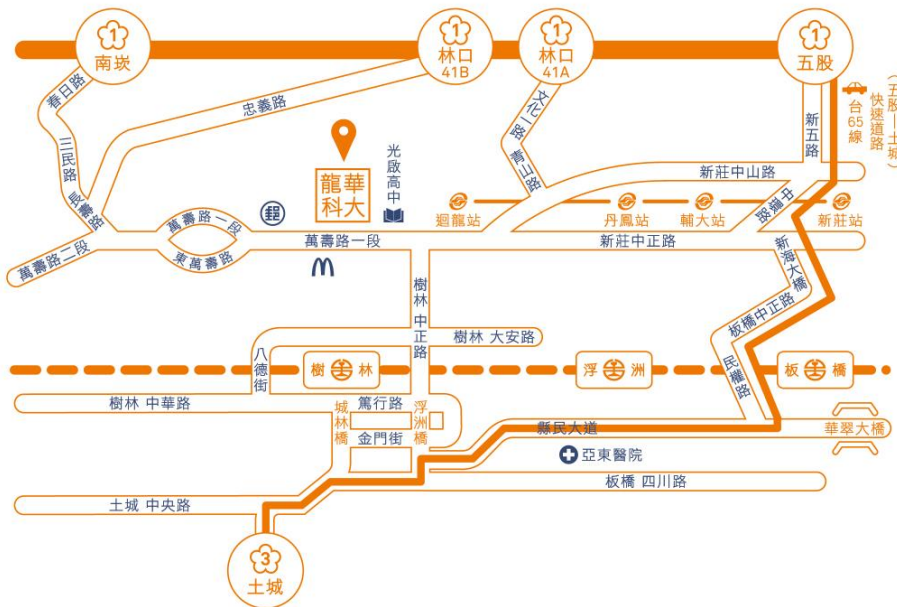 1
南崁
1
林口
41B
1
林口
41A
1
五股
春日路
忠義路
文化一路
青山路
新五路
台65線
快速道路
（五股—土城）
三民路
長壽路
龍華
科大
光啟高中
郵
新莊中山路
中華路
迴龍站
丹鳳站
輔大站
新莊站
萬壽路二段
萬壽路一段
東萬壽路
萬壽路一段
新莊中正路
新海大橋
板橋中正路
民權路
樹林 中正路
樹林 大安路
八德街
樹林
浮洲
板橋
樹林 中華路
篤行路
城林橋
浮洲橋
金門街
縣民大道
華翠大橋
亞東醫院
板橋 四川路
土城 中央路
3
土城